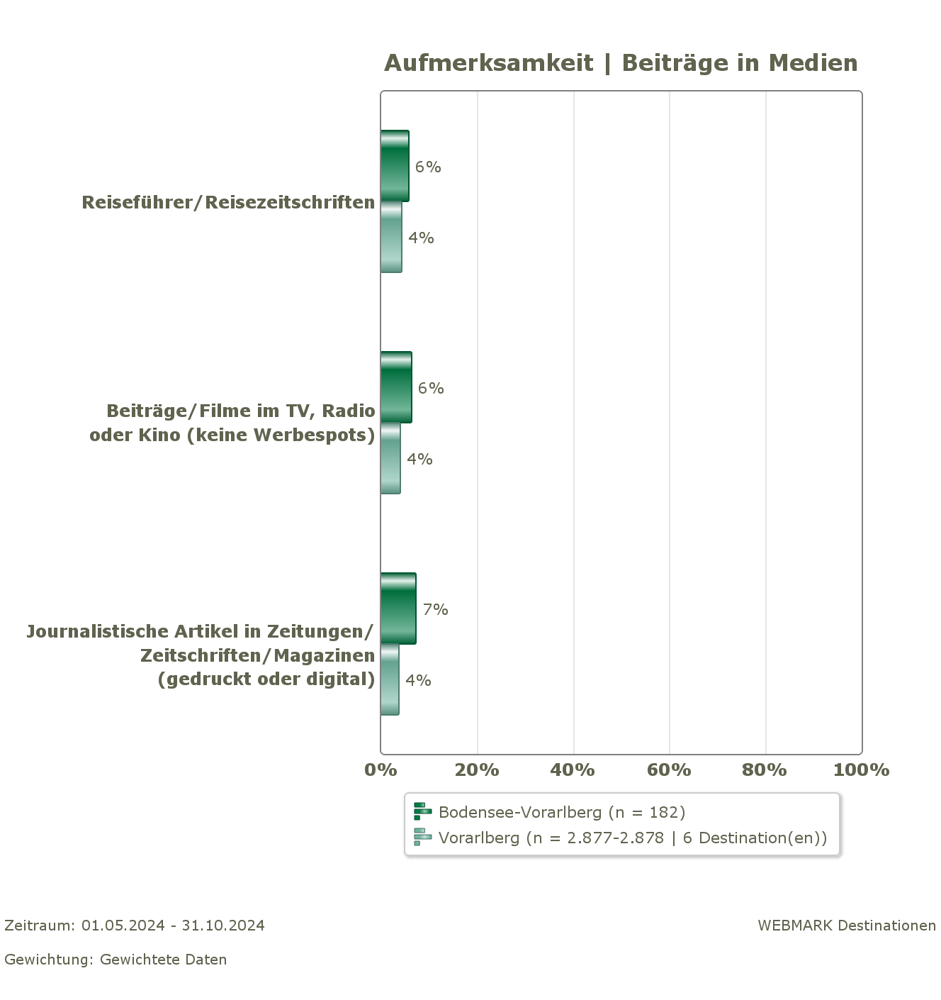 Aufmerksamkeit | Beiträge in Medien
6%
Reiseführer/Reisezeitschriften
4%
6%
Beiträge/Filme im TV, Radio
oder Kino (keine Werbespots)
4%
7%
Journalistische Artikel in Zeitungen/
Zeitschriften/Magazinen
(gedruckt oder digital)
4%
0% 20% 40% 60% 80% 100%
Bodensee-Vorarlberg (n = 182)
Vorarlberg (n = 2.877-2.878 | 6 Destination(en))
Zeitraum: 01.05.2024 - 31.10.2024
WEBMARK Destinationen
Gewichtung: Gewichtete Daten